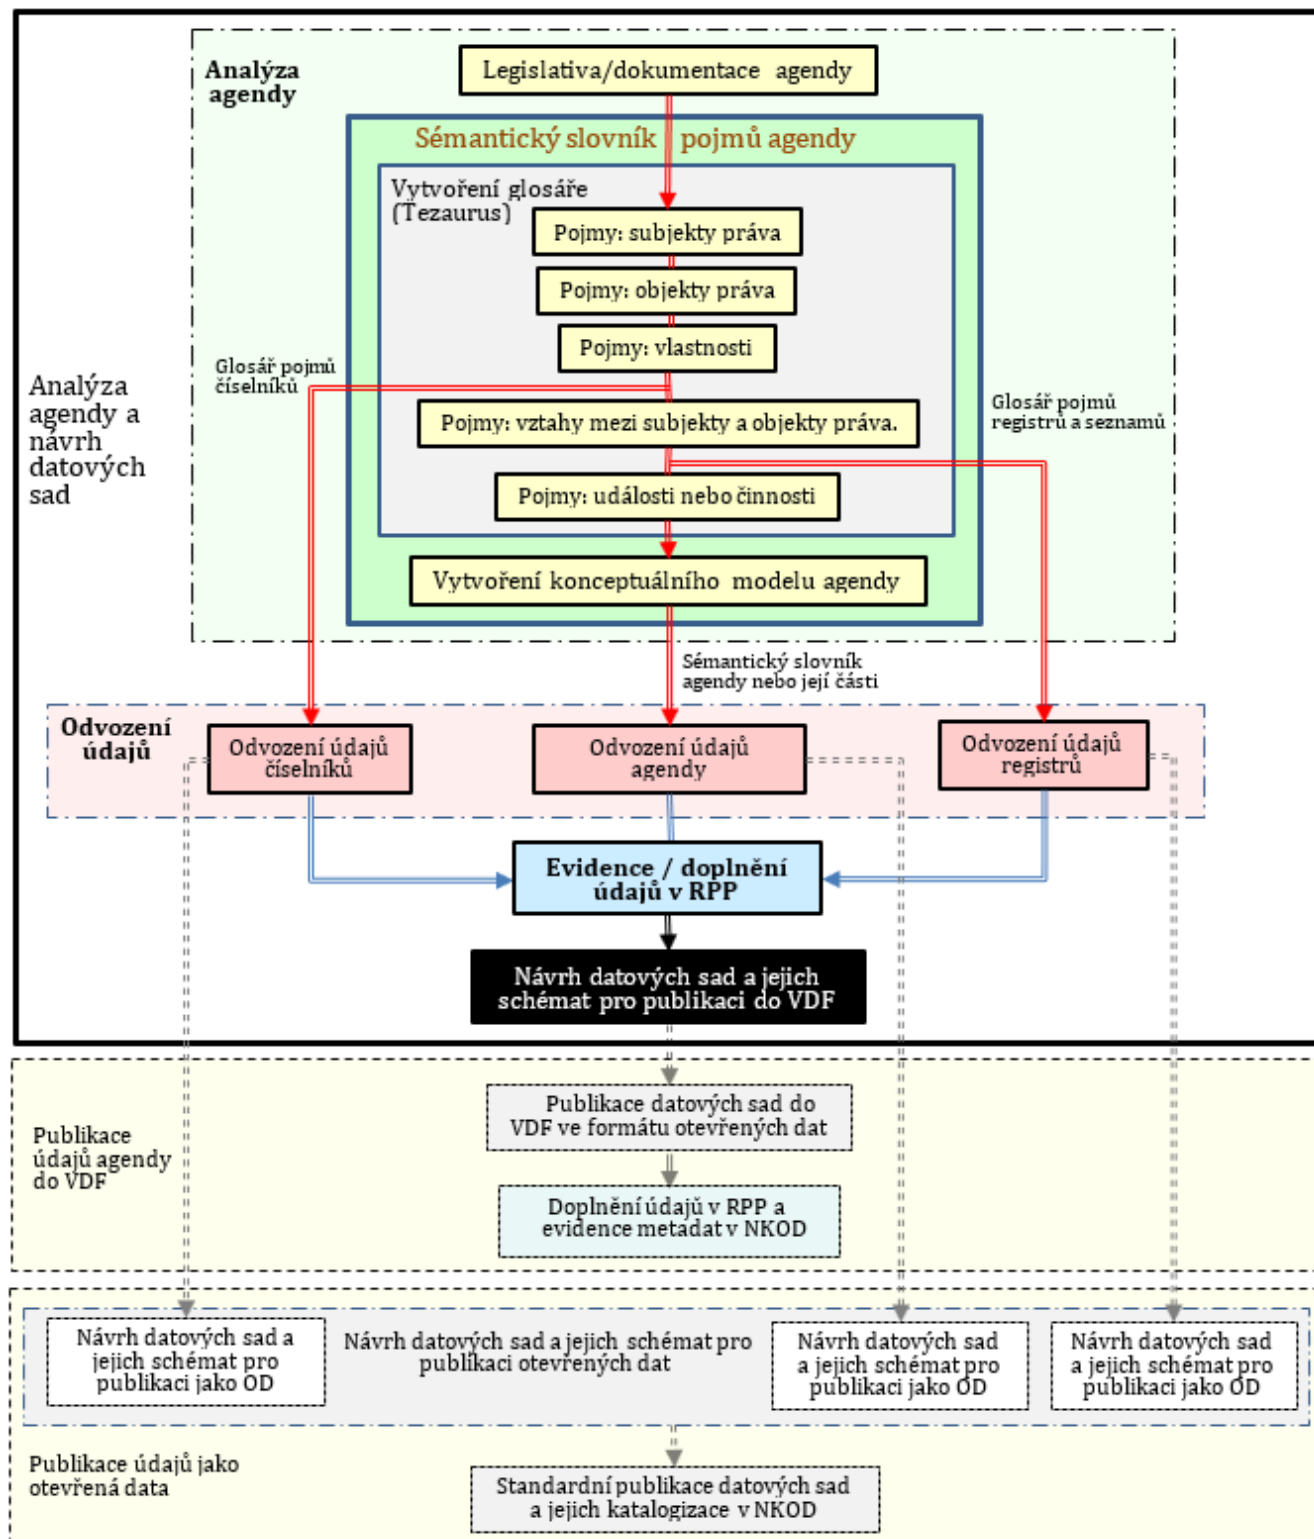 Analýza
agendy
Legislativa/dokumentace agendy
Sémantický slovník pojmů agendy
Vytvoření glosáře
(Tezaurus)
Pojmy: subjekty práva
Pojmy: objekty práva
Pojmy: vlastnosti
Glosář pojmů
číselníků
Pojmy: vztahy mezi subjekty a objekty práva.
Glosář pojmů
registrů a seznamů
Analýza
agendy a
návrh
datových
sad
Pojmy: události nebo činnosti
Vytvoření konceptuálního modelu agendy
Sémantický slovník
agendy nebo její části
Odvození
údajů
Odvození údajů
číselníků
Odvození údajů
agendy
Odvození údajů
registrů
Evidence / doplnění
údajů v RPP
Návrh datových sad a jejich
schémat pro publikaci do VDF
Publikace
údajů agendy
do VDF
Publikace datových sad do
VDF ve formátu otevřených dat
Doplnění údajů v RPP a
evidence metadat v NKOD
Návrh datových sad a
jejich schémat pro
publikaci jako OD
Návrh datových sad a jejich schémat pro
publikaci otevřených dat
Návrh datových sad
a jejich schémat pro
publikaci jako OD
Návrh datových sad
a jejich schémat pro
publikaci jako OD
Publikace údajů jako
otevřená data
Standardní publikace datových sad
a jejich katalogizace v NKOD